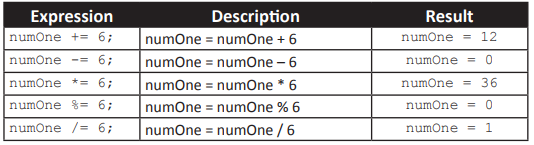 Expression Description Result
numOne += 6; numOne = numOne + 6 numOne = 12
numOne -= 6; numOne = numOne – 6 numOne = 0
numOne *= 6; numOne = numOne * 6 numOne = 36
numOne %= 6; numOne = numOne % 6 numOne = 0
numOne /= 6; numOne = numOne / 6 numOne = 1